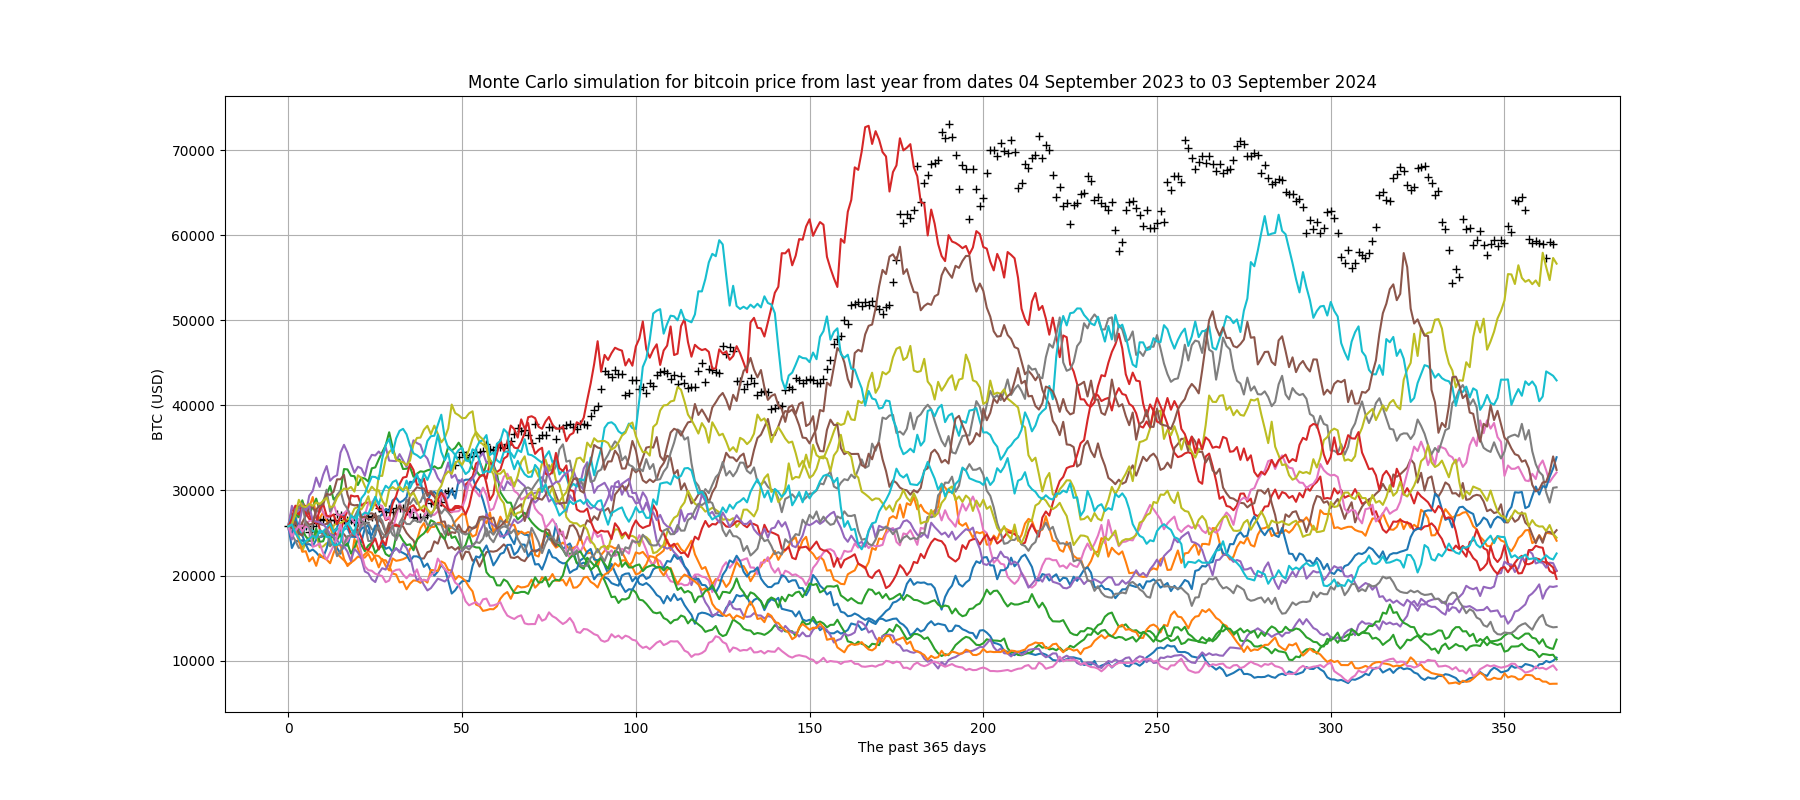 Monte Carlo simulation for bitcoin price from last year from dates 04 September 2023 to 03 September 2024
70000
60000
50000
40000
30000
20000
10000
BTC (USD)
0 50 100 150 200 250 300 350
The past 365 days